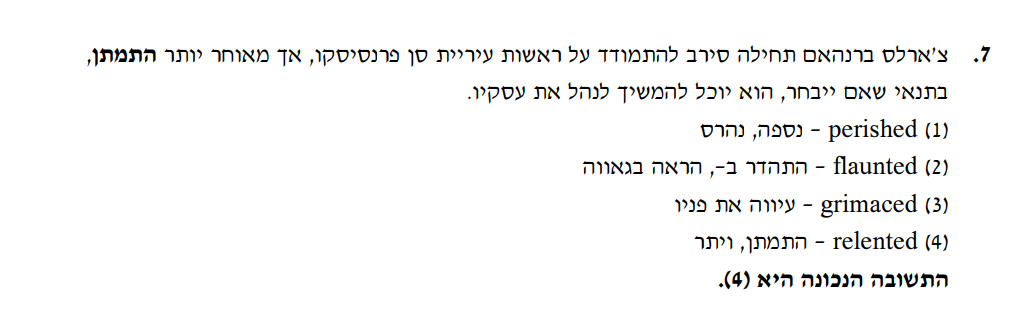 7. צ'ארלס ברנהאם תחילה סירב להתמודד על ראשות עיריית סן פרנסיסקו, אך מאוחר יותר התמתן,
בתנאי שאם ייבחר, הוא יוכל להמשיך לנהל את עסקיו.
(1) perished – נספה, נהרס
(2) flaunted – התהדר ב-, הראה בגאווה
(3) grimaced – עיווה את פניו
(4) relented – התמתן, ויתר
התשובה הנכונה היא (4).